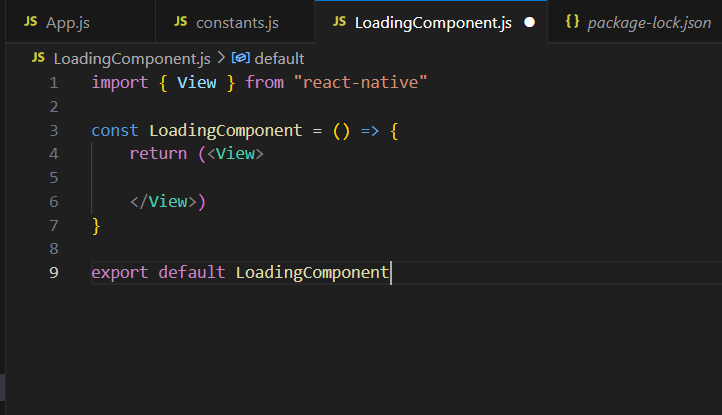 JS App.js JS constants.js JS LoadingComponent.js ● {} package-lock.json
JS LoadingComponent.js > default
1 import { View } from "react-native"
2
3 const LoadingComponent = () => {
4     return (<View>
5
6     </View>)
7 }
8
9 export default LoadingComponent